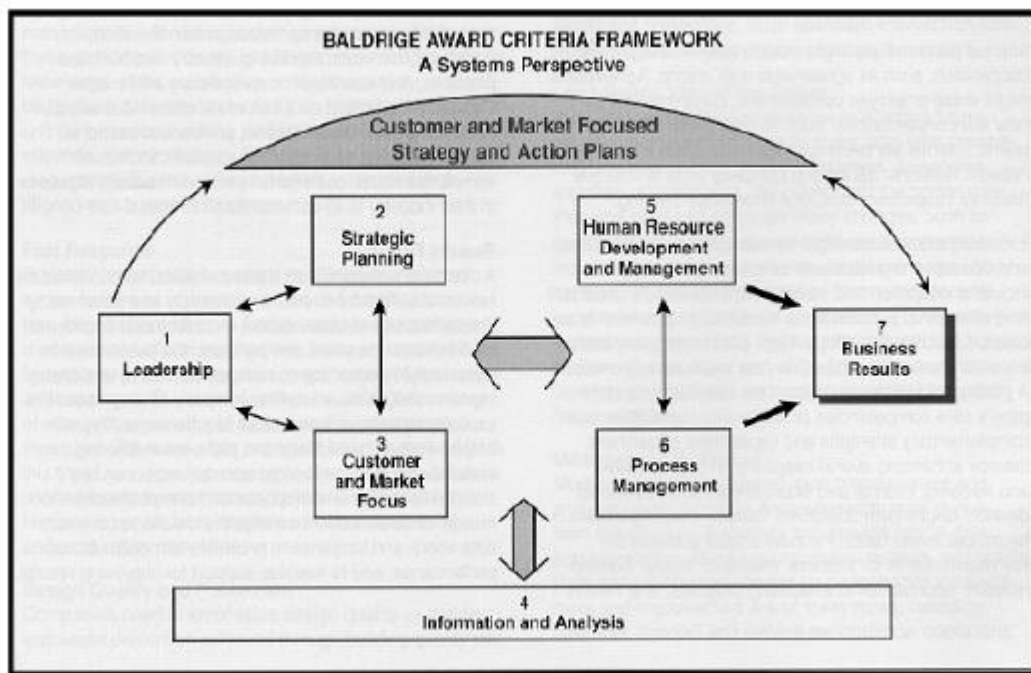 BALDRIGE AWARD CRITERIA FRAMEWORK
A Systems Perspective
Customer and Market Focused
Strategy and Action Plans
2
Strategic
Planning
5
Human Resource
Development
and Management
1
Leadership
7
Business
Results
3
Customer
and Market
Focus
6
Process
Management
4
Information and Analysis